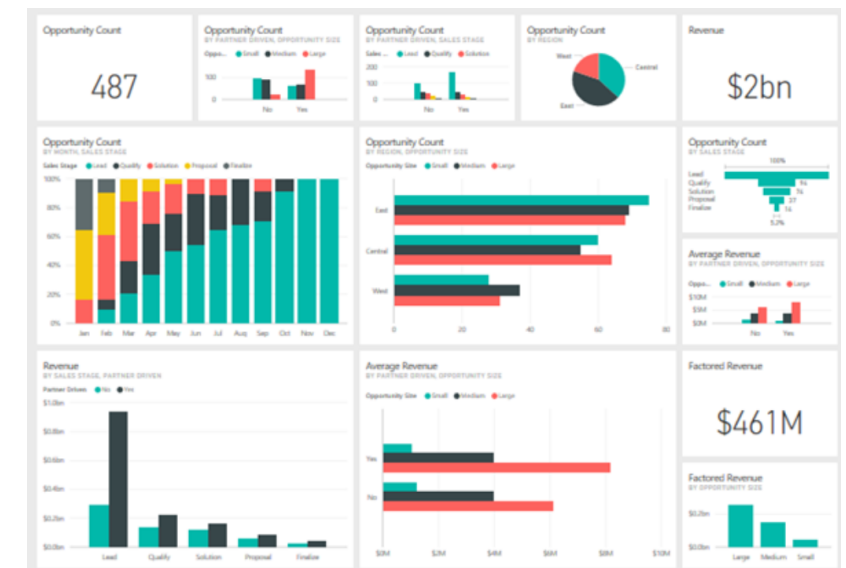 Opportunity Count
487
Opportunity Count
BY PARTNER DRIVEN, OPPORTUNITY SIZE
Oppo... Small Medium Large
100
0
No Yes
Opportunity Count
BY PARTNER DRIVEN, SALES STAGE
Sales ... Lead Qualify Solution
200
100
0
No Yes
Opportunity Count
BY REGION
West
Central
East
Revenue
$2bn
Opportunity Count
BY MONTH, SALES STAGE
Sales Stage Lead Qualify Solution Proposal Finalize
100%
80%
60%
40%
20%
0%
Jan Feb Mar Apr May Jun Jul Aug Sep Oct Nov Dec
Opportunity Count
BY REGION, OPPORTUNITY SIZE
Opportunity Size Small Medium Large
East
Central
West
0 20 40 60 80
Opportunity Count
BY SALES STAGE
100%
Lead
Qualify 94
Solution 76
Proposal 37
Finalize 14
5.2%
Average Revenue
BY PARTNER DRIVEN, OPPORTUNITY SIZE
Oppo... Small Medium Large
$10M
$5M
$0M
No Yes
Revenue
BY SALES STAGE, PARTNER DRIVEN
Partner Driven No Yes
$1.0bn
$0.8bn
$0.6bn
$0.4bn
$0.2bn
$0.0bn
Lead Qualify Solution Proposal Finalize
Average Revenue
BY PARTNER DRIVEN, OPPORTUNITY SIZE
Opportunity Size Small Medium Large
Yes
No
$0M $2M $4M $6M $8M $10M
Factored Revenue
$461M
Factored Revenue
BY OPPORTUNITY SIZE
$0.2bn
$0.0bn
Large Medium Small